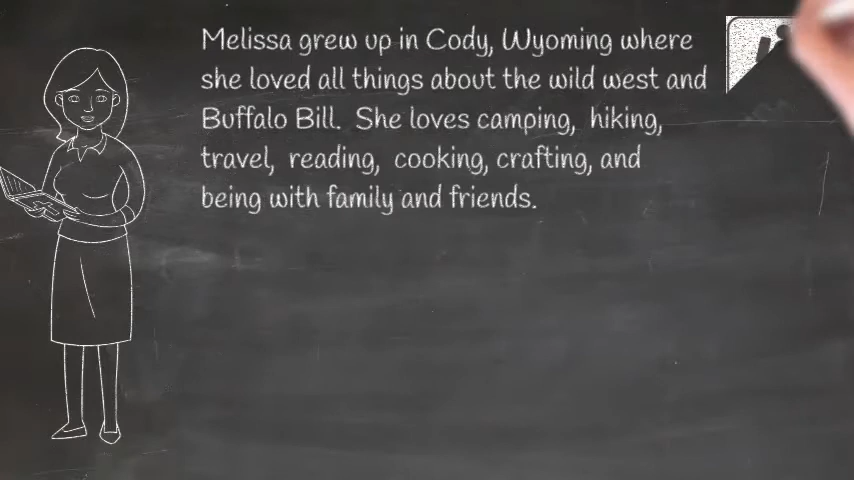 Melissa grew up in Cody, Wyoming where
she loved all things about the wild west and
Buffalo Bill.  She loves camping,  hiking,
travel,  reading,  cooking, crafting, and
being with family and friends.